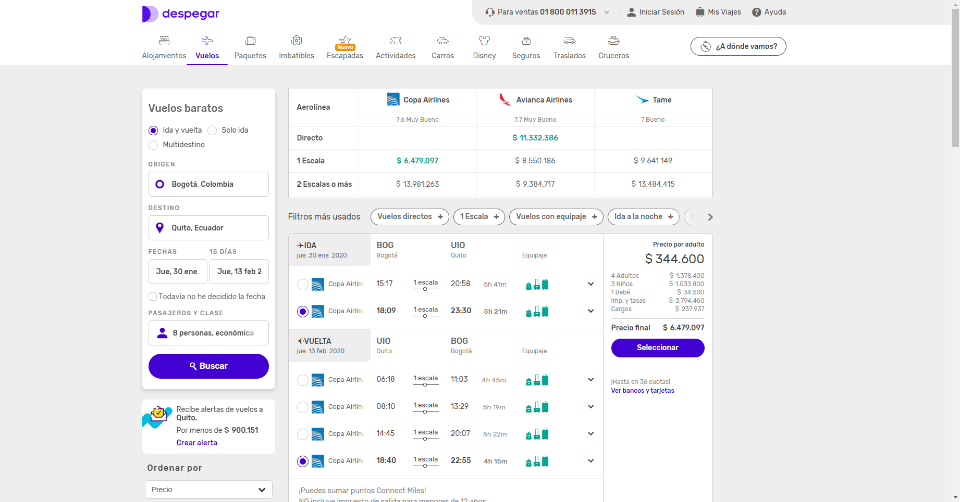 despegar
Para ventas 01 800 011 3915
Iniciar Sesión
Mis Viajes
Ayuda
Alojamientos
Vuelos
Paquetes
Imbatibles
Nuevo
Escapadas
Actividades
Carros
Disney
Seguros
Traslados
Cruceros
¿A dónde vamos?
Vuelos baratos
Ida y vuelta
Solo ida
Multidestino
ORIGEN
Bogotá, Colombia
DESTINO
Quito, Ecuador
FECHAS
15 DÍAS
Jue, 30 ene
Jue, 13 feb 2
Todavía no he decidido la fecha
PASAJEROS Y CLASE
8 personas, económica
Buscar
Recibe alertas de vuelos a
Quito.
Por menos de $ 900.151
Crear alerta
Ordenar por
Precio
Aerolínea
Copa Airlines
Avianca Airlines
Tame
7.6 Muy Bueno
7.7 Muy Bueno
7 Bueno
Directo
$ 11.332.386
1 Escala
$ 6.479.097
$ 8.550.186
$ 9.641.149
2 Escalas o más
$ 13.981.263
$ 9.384.717
$ 13.484.415
Filtros más usados
Vuelos directos +
1 Escala +
Vuelos con equipaje +
Ida a la noche +
IDA
jue. 30 ene. 2020
BOG
Bogotá
UIO
Quito
Equipaje
Copa Airlin
15:17
1 escala
20:58
5h 41m
Copa Airlin
18:09
1 escala
23:30
5h 21m
VUELTA
jue. 13 feb. 2020
UIO
Quito
BOG
Bogotá
Equipaje
Copa Airlin
06:18
1 escala
11:03
4h 45m
Copa Airlin
08:10
1 escala
13:29
5h 19m
Copa Airlin
14:45
1 escala
20:07
5h 22m
Copa Airlin
18:40
1 escala
22:55
4h 15m
¡Puedes sumar puntos Connect Miles!
NO incluye impuesto de salida para menores de 12 años
Precio por adulto
$ 344.600
4 Adultos $ 1.378.400
3 Niños $ 1.033.800
1 Bebé $ 34.500
Imp. y tasas $ 3.794.460
Cargos $ 237.937
Precio final $ 6.479.097
Seleccionar
¡Hasta en 36 cuotas!
Ver bancos y tarjetas